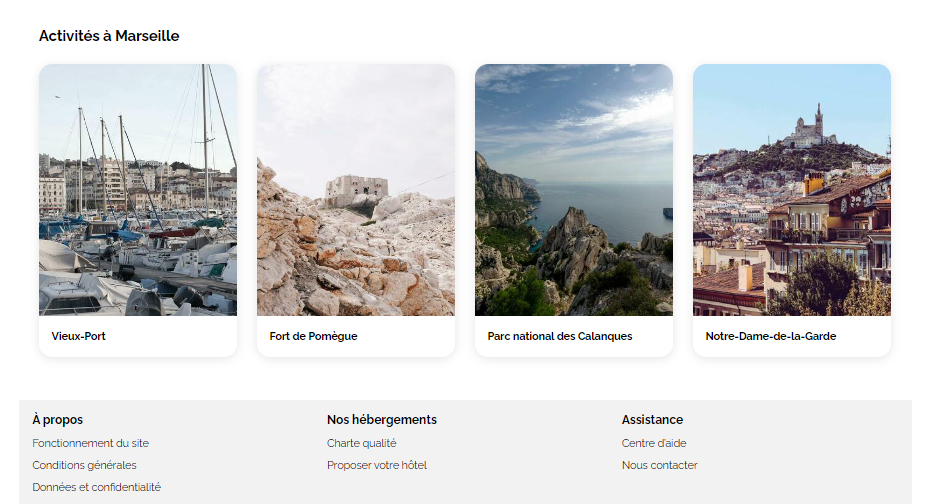 Activités à Marseille
Vieux-Port
Fort de Pomègue
Parc national des Calanques
Notre-Dame-de-la-Garde
À propos
Fonctionnement du site
Conditions générales
Données et confidentialité
Nos hébergements
Charte qualité
Proposer votre hôtel
Assistance
Centre d'aide
Nous contacter